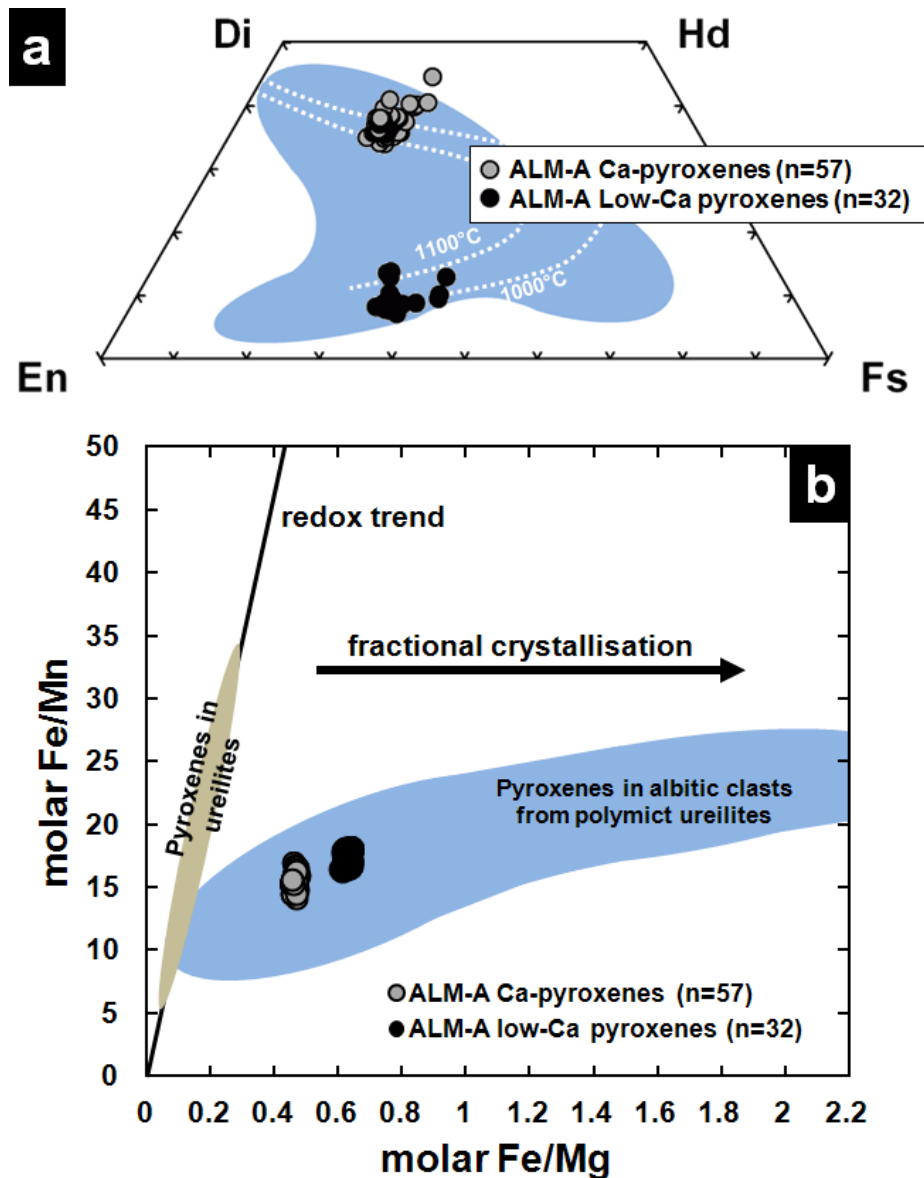 a
Di
Hd
ALM-A Ca-pyroxenes (n=57)
ALM-A Low-Ca pyroxenes (n=32)
1100°C
1000°C
En
Fs
b
50
45
40
35
30
25
20
15
10
5
0
molar Fe/Mn
redox trend
fractional crystallisation
Pyroxenes in
ureilites
Pyroxenes in albitic clasts
from polymict ureilites
ALM-A Ca-pyroxenes (n=57)
ALM-A low-Ca pyroxenes (n=32)
0 0.2 0.4 0.6 0.8 1 1.2 1.4 1.6 1.8 2 2.2
molar Fe/Mg